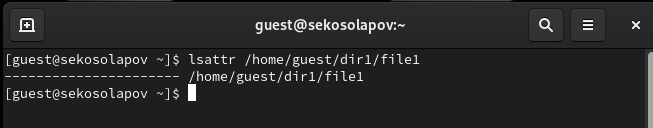 guest@sekosolapov:~
[guest@sekosolapov ~]$ lsattr /home/guest/dir1/file1
---------------------- /home/guest/dir1/file1
[guest@sekosolapov ~]$